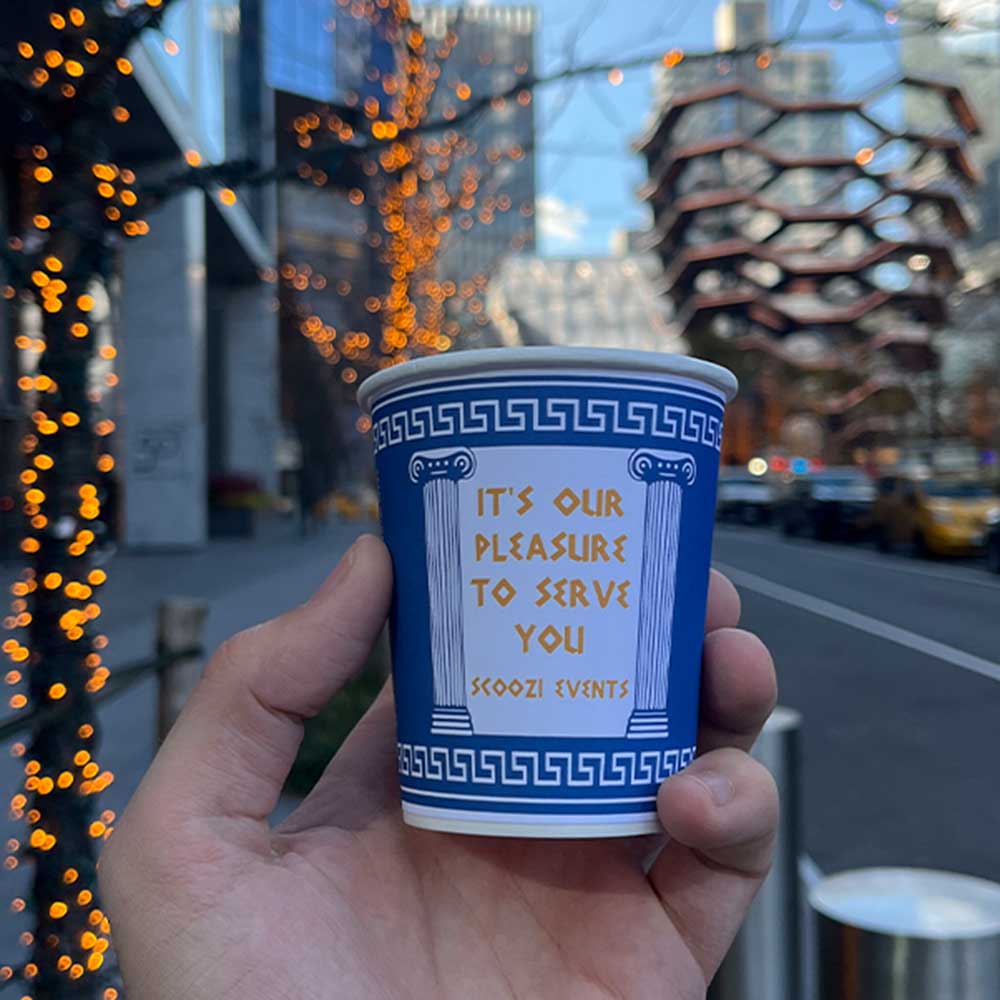 IT'S OUR
PLEASURE
TO SERVE
YOU
SCOOZI EVENTS